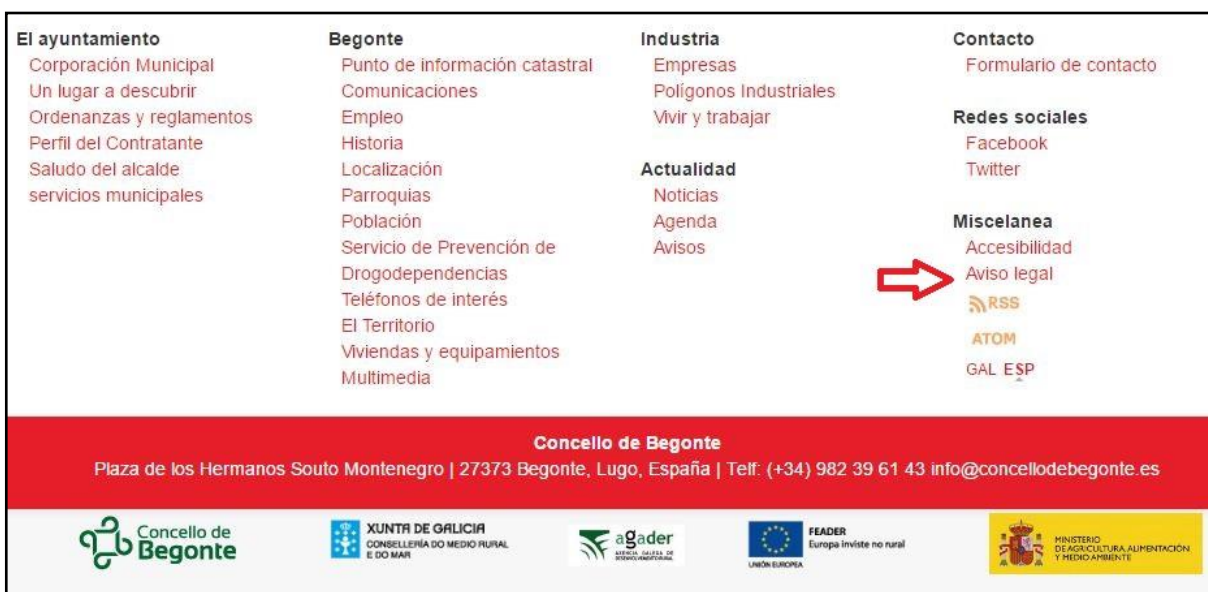 El ayuntamiento
Corporación Municipal
Un lugar a descubrir
Ordenanzas y reglamentos
Perfil del Contratante
Saludo del alcalde
servicios municipales
Begonte
Punto de información catastral
Comunicaciones
Empleo
Historia
Localización
Parroquias
Población
Servicio de Prevención de
Drogodependencias
Teléfonos de interés
El Territorio
Viviendas y equipamientos
Multimedia
Industria
Empresas
Polígonos Industriales
Vivir y trabajar
Actualidad
Noticias
Agenda
Avisos
Contacto
Formulario de contacto
Redes sociales
Facebook
Twitter
Miscelanea
Accesibilidad
Aviso legal
RSS
ATOM
GAL ESP
Concello de Begonte
Plaza de los Hermanos Souto Montenegro | 27373 Begonte, Lugo, España | Telf: (+34) 982 39 61 43 info@concellodebegonte.es
Concello de
Begonte
XUNTA DE GALICIA
CONSELLERÍA DO MEDIO RURAL
E DO MAR
agader
AXENCIA GALEGA DE
DESENVOLVEMENTO RURAL
UNIÓN EUROPEA
FEADER
Europa inviste no rural
MINISTERIO
DE AGRICULTURA, ALIMENTACIÓN
Y MEDIO AMBIENTE